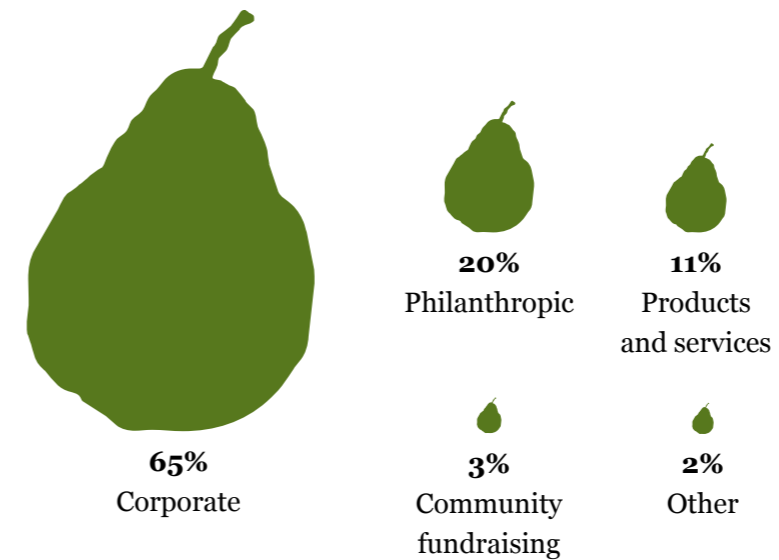 65%
Corporate
20%
Philanthropic
11%
Products
and services
3%
Community
fundraising
2%
Other